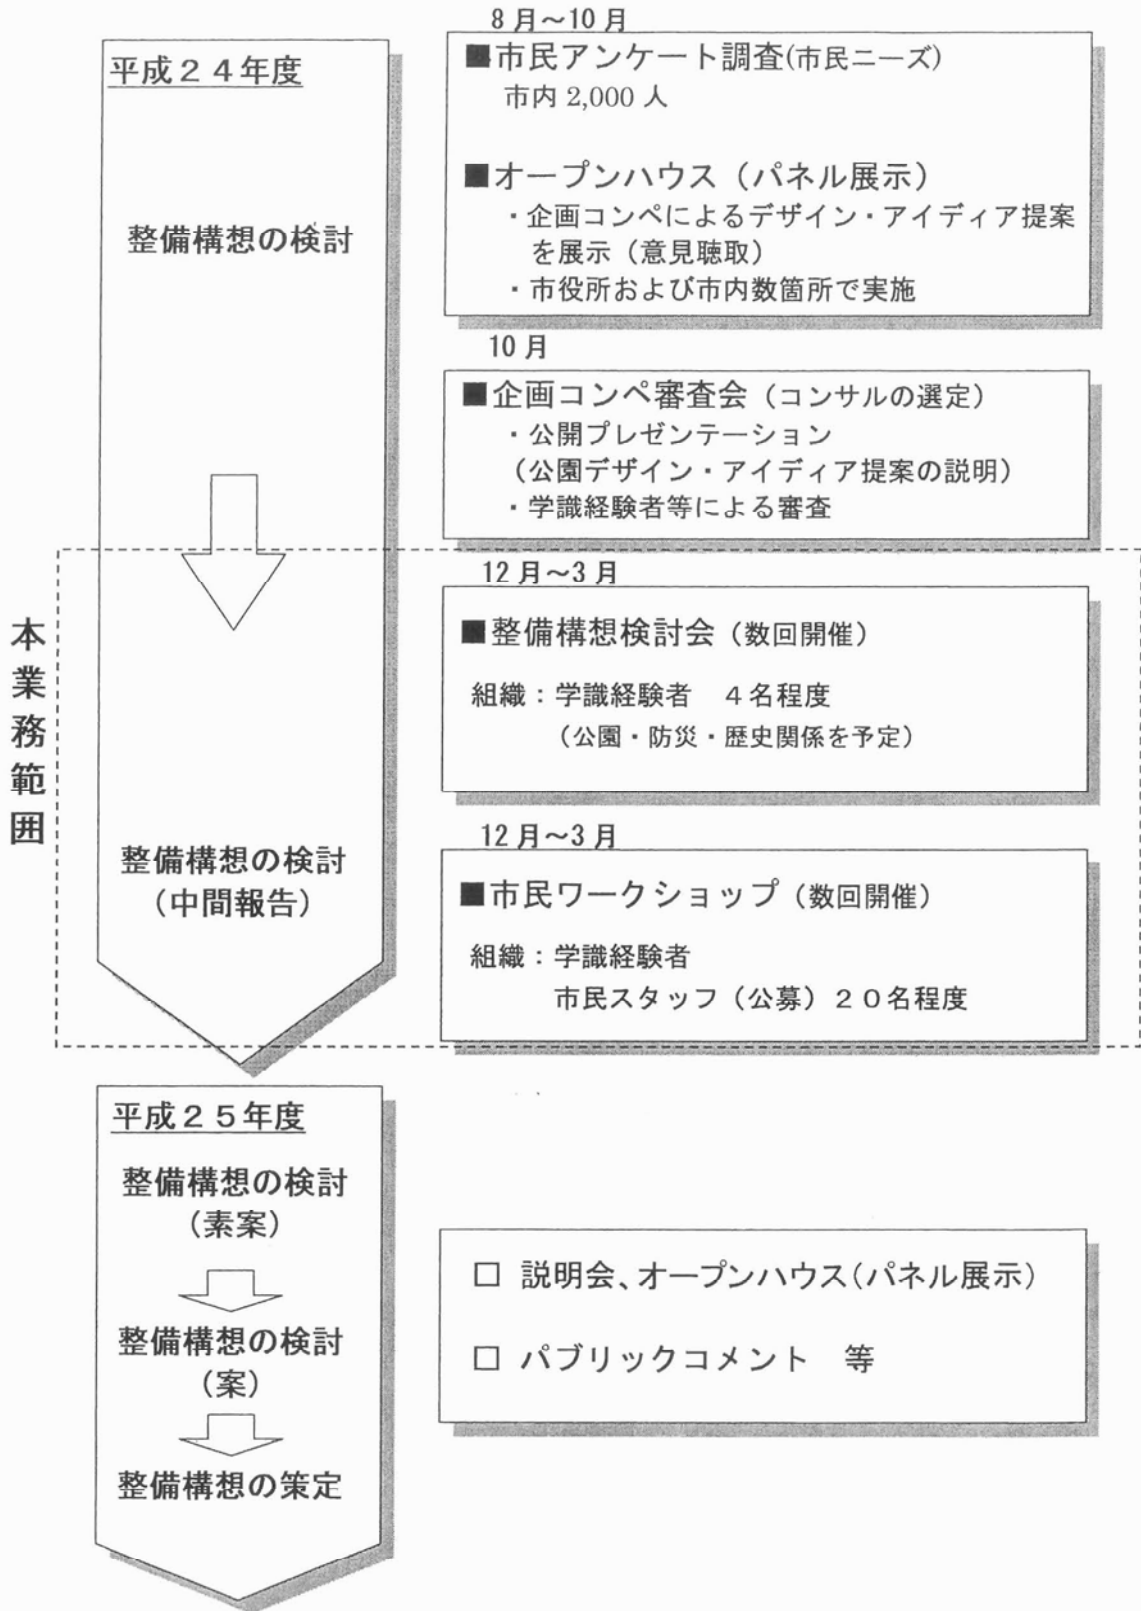 平成２４年度
整備構想の検討
8月～10月
■市民アンケート調査(市民ニーズ)
市内 2,000 人
■オープンハウス（パネル展示）
・企画コンペによるデザイン・アイディア提案
を展示（意見聴取）
・市役所および市内数箇所で実施
10月
■企画コンペ審査会（コンサルの選定）
・公開プレゼンテーション
（公園デザイン・アイディア提案の説明）
・学識経験者等による審査
本業務範囲
12月～3月
■整備構想検討会（数回開催）
組織：学識経験者　４名程度
（公園・防災・歴史関係を予定）
整備構想の検討
（中間報告）
12月～3月
■市民ワークショップ（数回開催）
組織：学識経験者
市民スタッフ（公募）２０名程度
平成２５年度
整備構想の検討
（素案）
整備構想の検討
（案）
整備構想の策定
□ 説明会、オープンハウス(パネル展示）
□ パブリックコメント　等